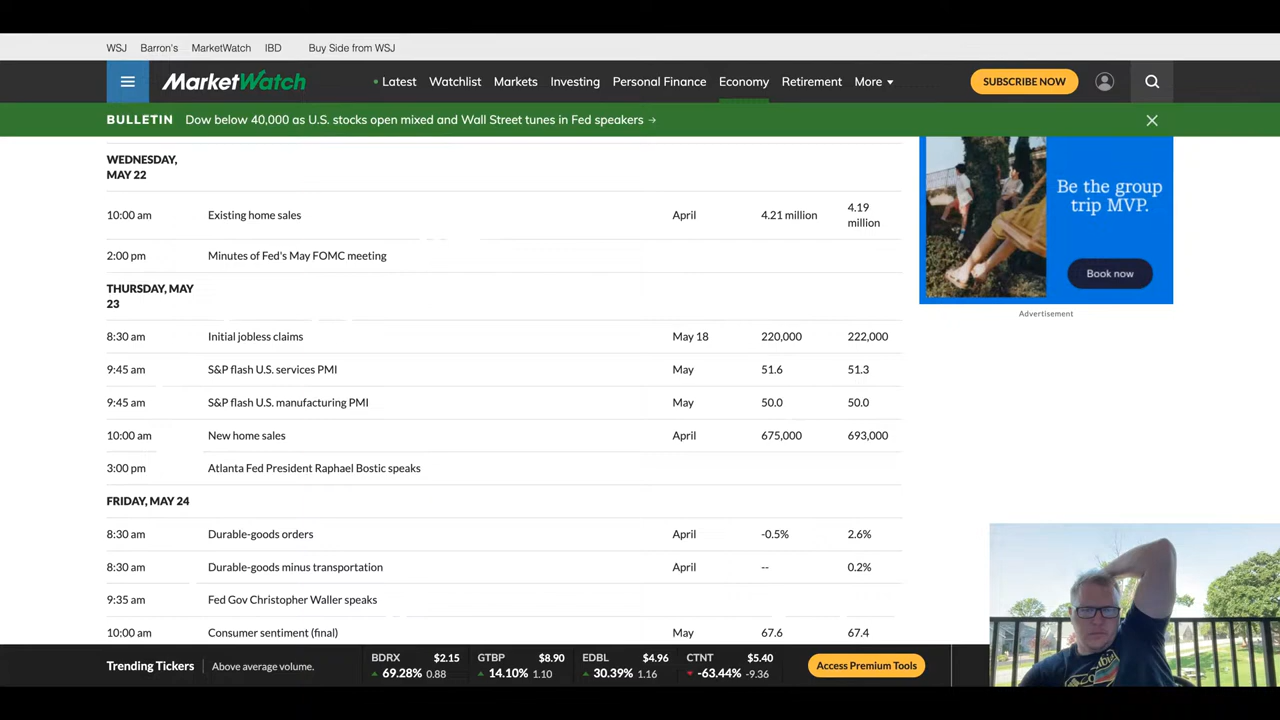 WSJ Barron's MarketWatch IBD Buy Side from WSJ
MarketWatch Latest Watchlist Markets Investing Personal Finance Economy Retirement More SUBSCRIBE NOW
BULLETIN Dow below 40,000 as U.S. stocks open mixed and Wall Street tunes in Fed speakers →
WEDNESDAY,
MAY 22
10:00 am Existing home sales April 4.21 million 4.19
million
2:00 pm Minutes of Fed's May FOMC meeting
THURSDAY, MAY
23
8:30 am Initial jobless claims May 18 220,000 222,000
9:45 am S&P flash U.S. services PMI May 51.6 51.3
9:45 am S&P flash U.S. manufacturing PMI May 50.0 50.0
10:00 am New home sales April 675,000 693,000
3:00 pm Atlanta Fed President Raphael Bostic speaks
FRIDAY, MAY 24
8:30 am Durable-goods orders April -0.5% 2.6%
8:30 am Durable-goods minus transportation April -- 0.2%
9:35 am Fed Gov Christopher Waller speaks
10:00 am Consumer sentiment (final) May 67.6 67.4
Be the group
trip MVP.
Book now
Advertisement
Trending Tickers Above average volume.
BDRX $2.15
69.28% 0.88
GTBP $8.90
14.10% 1.10
EDBL $4.96
30.39% 1.16
CTNT $5.40
-63.44% -9.36
Access Premium Tools